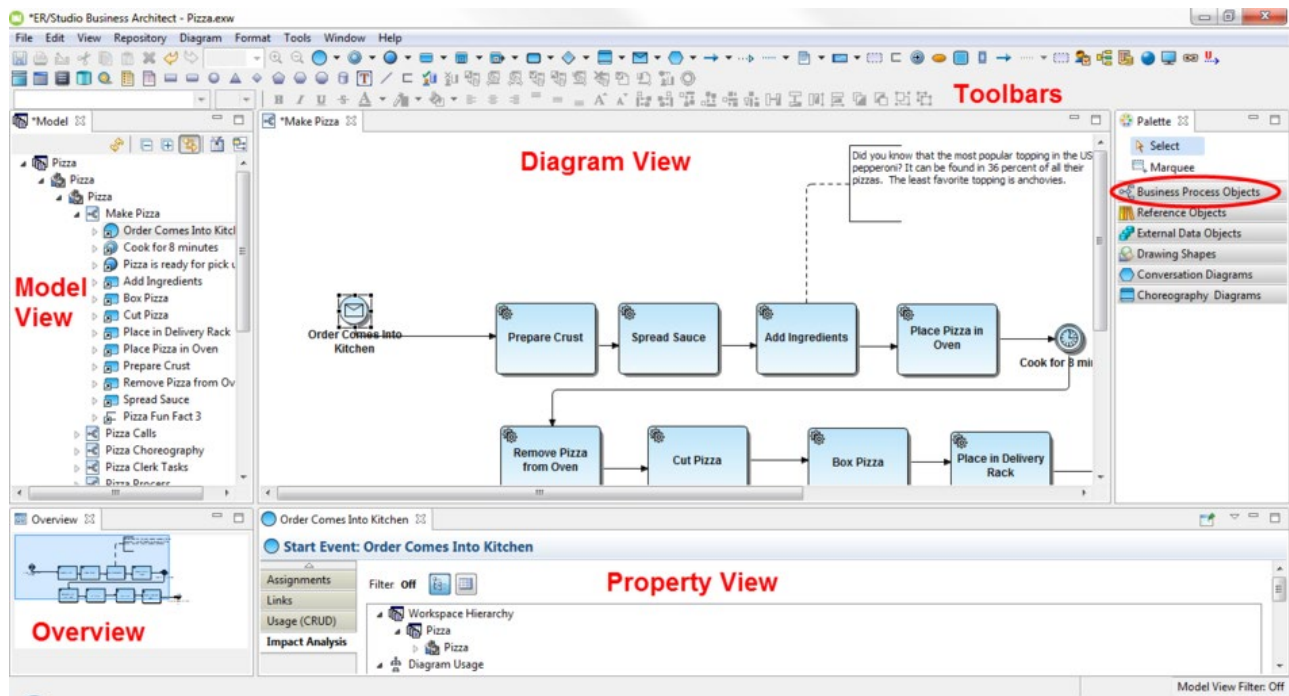 *ER/Studio Business Architect - Pizza.exw
File Edit View Repository Diagram Format Tools Window Help
Toolbars
*Model
Pizza
Pizza
Pizza
Make Pizza
Order Comes Into Kitcl
Cook for 8 minutes
Pizza is ready for pick u
Add Ingredients
Box Pizza
Cut Pizza
Place in Delivery Rack
Place Pizza in Oven
Prepare Crust
Remove Pizza from Ov
Spread Sauce
Pizza Fun Fact 3
Pizza Calls
Pizza Choreography
Pizza Clerk Tasks
Pizza Process
Model
View
*Make Pizza
Diagram View
Did you know that the most popular topping in the US
pepperoni? It can be found in 36 percent of all their
pizzas. The least favorite topping is anchovies.
Order Comes Into
Kitchen
Prepare Crust
Spread Sauce
Add Ingredients
Place Pizza in
Oven
Cook for 8 min
Remove Pizza
from Oven
Cut Pizza
Box Pizza
Place in Delivery
Rack
Palette
Select
Marquee
Business Process Objects
Reference Objects
External Data Objects
Drawing Shapes
Conversation Diagrams
Choreography Diagrams
Overview
Overview
Order Comes Into Kitchen
Start Event: Order Comes Into Kitchen
Assignments
Links
Usage (CRUD)
Impact Analysis
Filter Off
Property View
Workspace Hierarchy
Pizza
Pizza
Diagram Usage
Model View Filter: Off